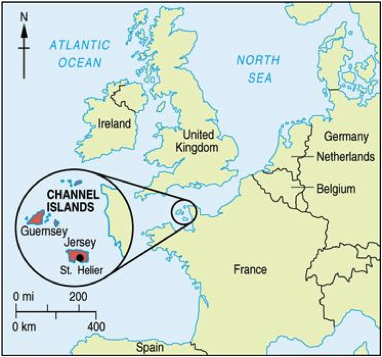 N
ATLANTIC
OCEAN
NORTH
SEA
Ireland
United
Kingdom
Germany
Netherlands
Belgium
CHANNEL
ISLANDS
Guernsey
Jersey
St. Helier
France
0 mi 200
0 km 400
Spain